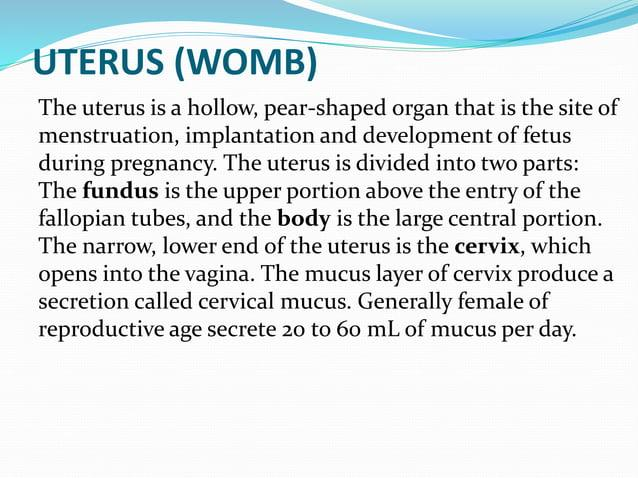 UTERUS (WOMB)
The uterus is a hollow, pear-shaped organ that is the site of
menstruation, implantation and development of fetus
during pregnancy. The uterus is divided into two parts:
The fundus is the upper portion above the entry of the
fallopian tubes, and the body is the large central portion.
The narrow, lower end of the uterus is the cervix, which
opens into the vagina. The mucus layer of cervix produce a
secretion called cervical mucus. Generally female of
reproductive age secrete 20 to 60 mL of mucus per day.